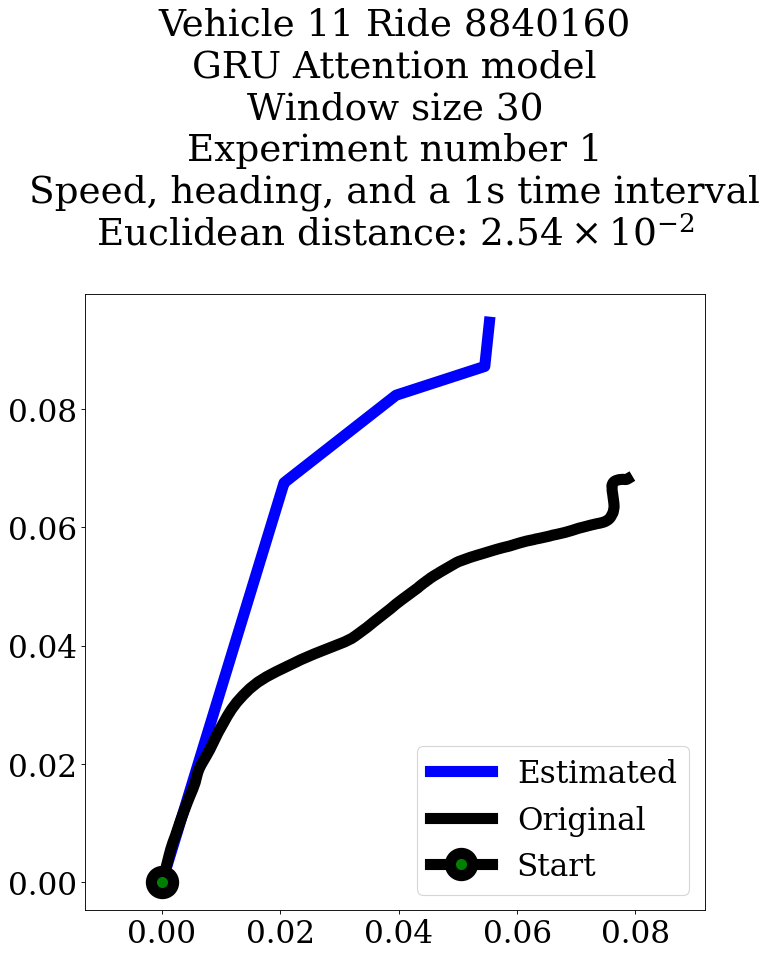 Vehicle 11 Ride 8840160
GRU Attention model
Window size 30
Experiment number 1
Speed, heading, and a 1s time interval
Euclidean distance: 2.54 × 10⁻²
0.08
0.06
0.04
0.02
0.00
Estimated
Original
Start
0.00 0.02 0.04 0.06 0.08